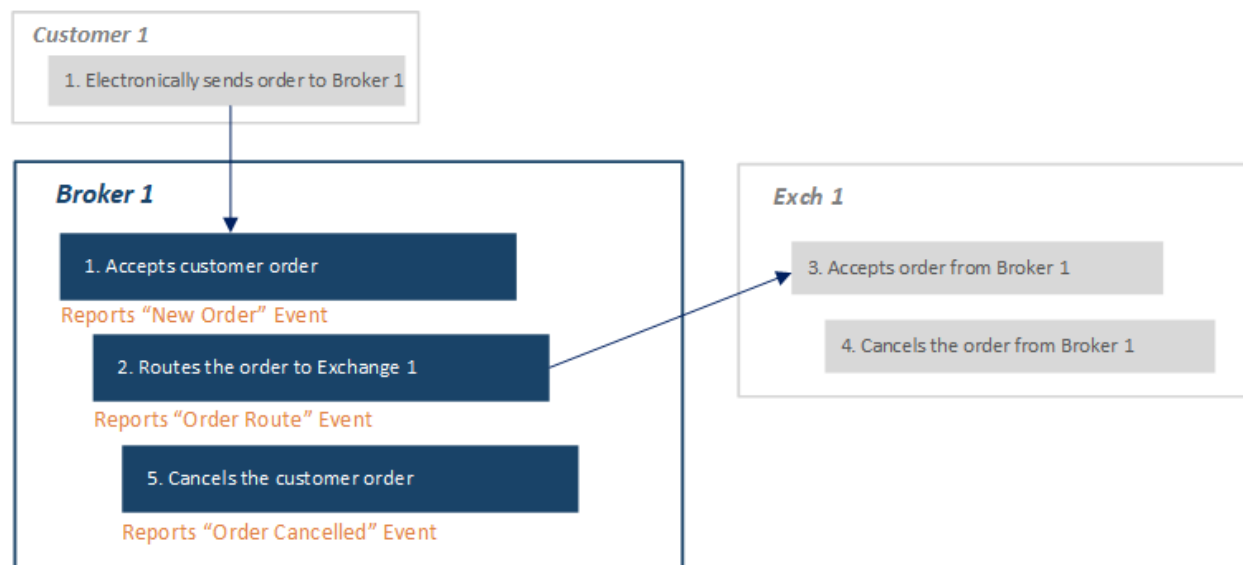 Customer 1
1. Electronically sends order to Broker 1
Broker 1
1. Accepts customer order
Reports “New Order” Event
2. Routes the order to Exchange 1
Reports “Order Route” Event
5. Cancels the customer order
Reports “Order Cancelled” Event
Exch 1
3. Accepts order from Broker 1
4. Cancels the order from Broker 1